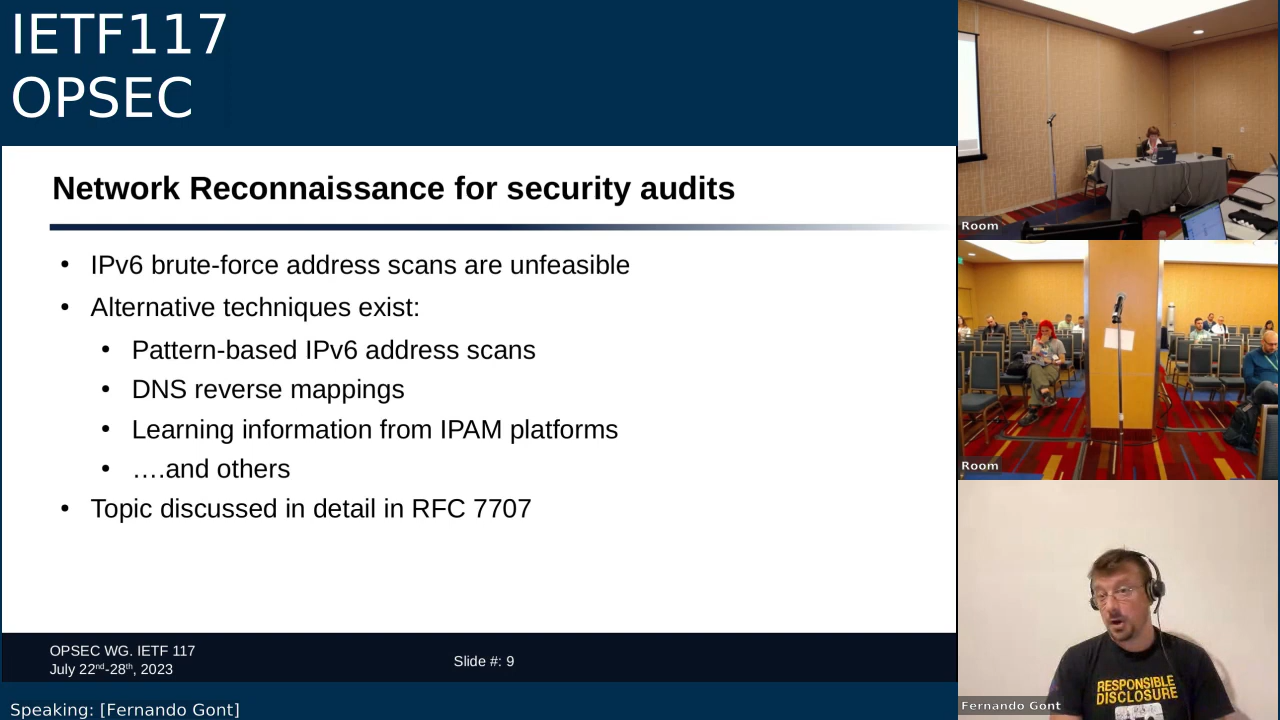 IETF117
OPSEC
Network Reconnaissance for security audits
• IPv6 brute-force address scans are unfeasible
• Alternative techniques exist:
• Pattern-based IPv6 address scans
• DNS reverse mappings
• Learning information from IPAM platforms
• ….and others
• Topic discussed in detail in RFC 7707
OPSEC WG. IETF 117
July 22nd-28th, 2023
Slide #: 9
Speaking: [Fernando Gont]
Room
Room
RESPONSIBLE
DISCLOSURE
Fernando Gont